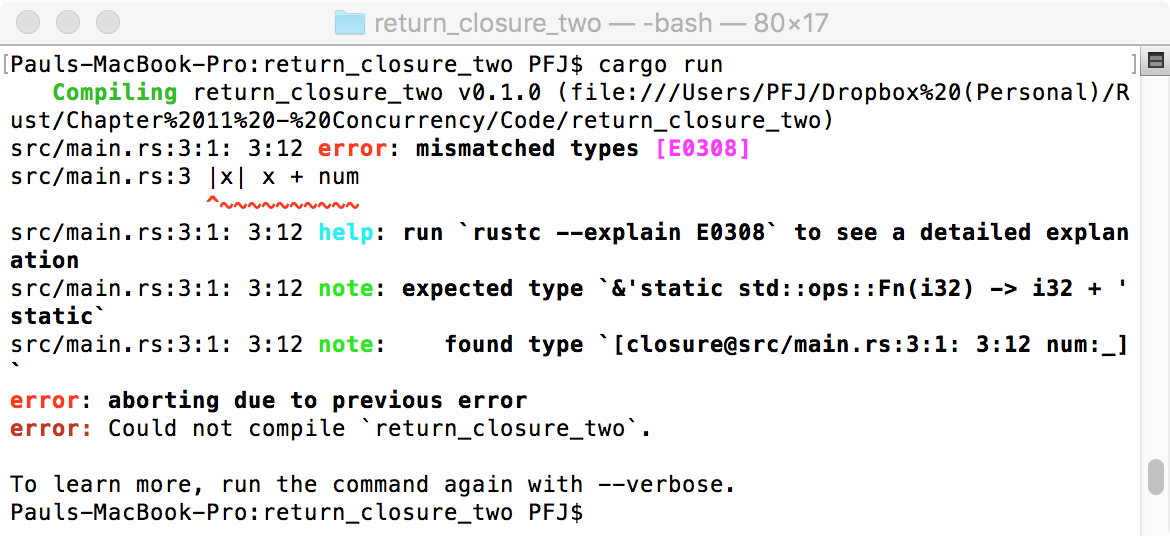 return_closure_two — -bash — 80×17
[Pauls-MacBook-Pro:return_closure_two PFJ$ cargo run ]
   Compiling return_closure_two v0.1.0 (file:///Users/PFJ/Dropbox%20(Personal)/R
ust/Chapter%2011%20-%20Concurrency/Code/return_closure_two)
src/main.rs:3:1: 3:12 error: mismatched types [E0308]
src/main.rs:3 |x| x + num
              ^~~~~~~~~~~
src/main.rs:3:1: 3:12 help: run `rustc --explain E0308` to see a detailed explan
ation
src/main.rs:3:1: 3:12 note: expected type `&'static std::ops::Fn(i32) -> i32 + '
static`
src/main.rs:3:1: 3:12 note:    found type `[closure@src/main.rs:3:1: 3:12 num:_]
`
error: aborting due to previous error
error: Could not compile `return_closure_two`.

To learn more, run the command again with --verbose.
Pauls-MacBook-Pro:return_closure_two PFJ$